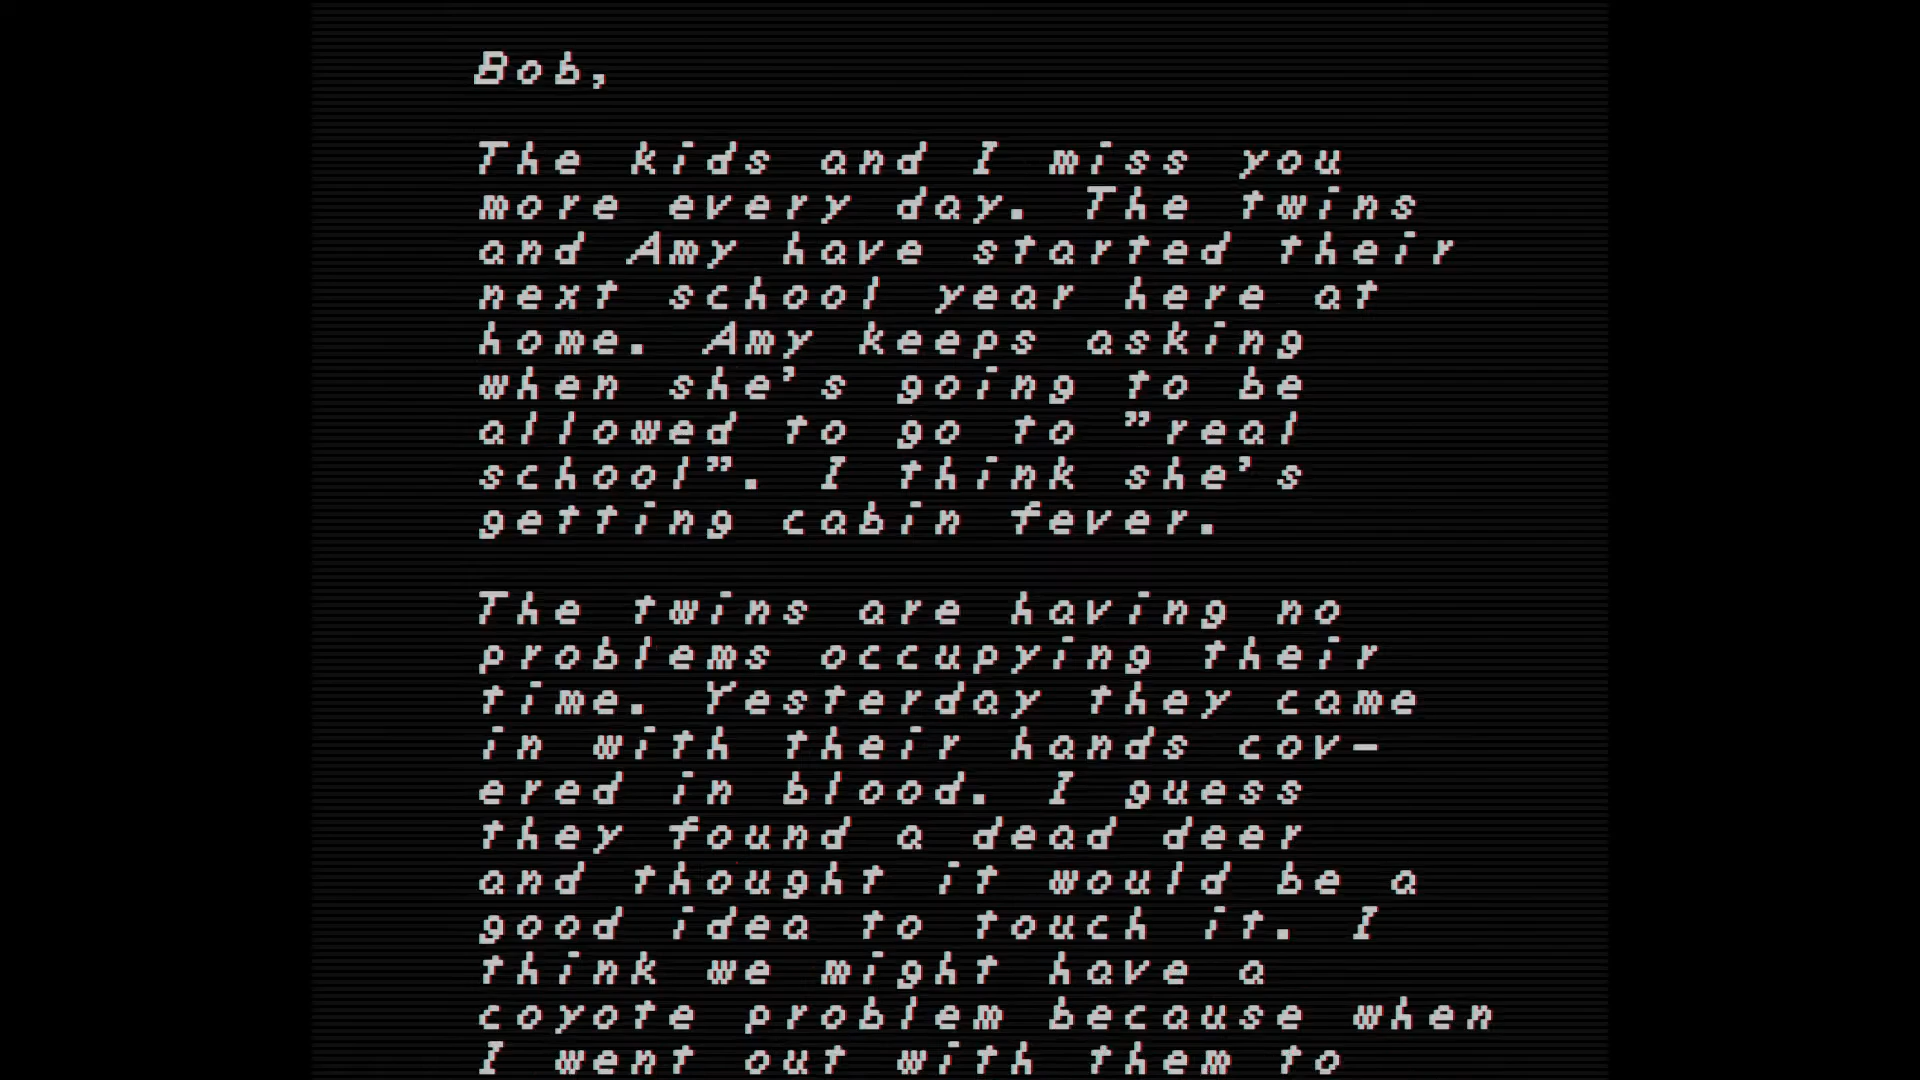 Bob,
The kids and I miss you
more every day. The twins
and Amy have started their
next school year here at
home. Amy keeps asking
when she's going to be
allowed to go to "real
school". I think she's
getting cabin fever.
The twins are having no
problems occupying their
time. Yesterday they came
in with their hands cov-
ered in blood. I guess
they found a dead deer
and thought it would be a
good idea to touch it. I
think we might have a
coyote problem because when
I went out with them to